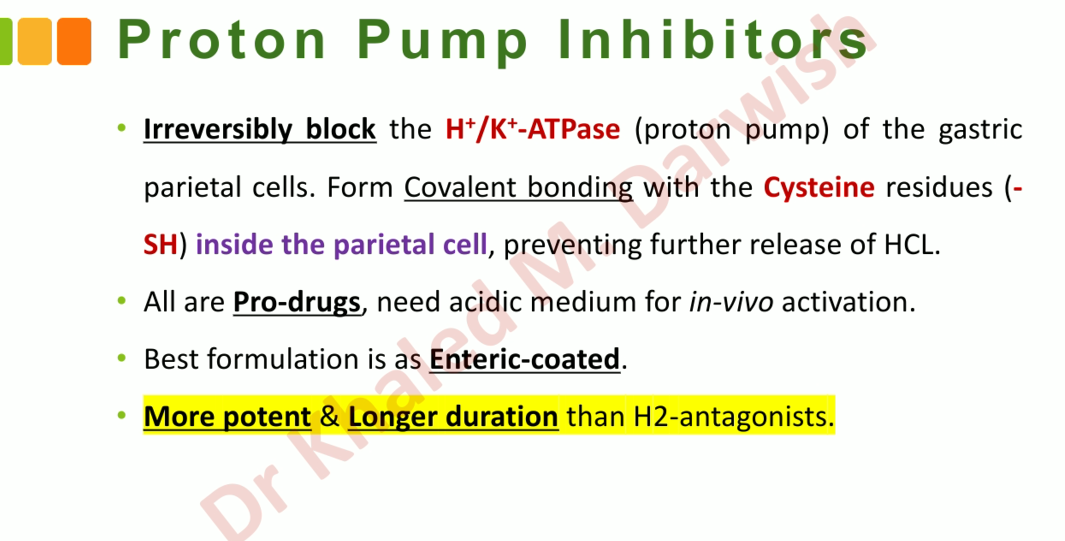 Proton Pump Inhibitors
• Irreversibly block the H⁺/K⁺-ATPase (proton pump) of the gastric
parietal cells. Form Covalent bonding with the Cysteine residues (-
SH) inside the parietal cell, preventing further release of HCL.
• All are Pro-drugs, need acidic medium for in-vivo activation.
• Best formulation is as Enteric-coated.
• More potent & Longer duration than H2-antagonists.
Dr Khaled M. Darwish